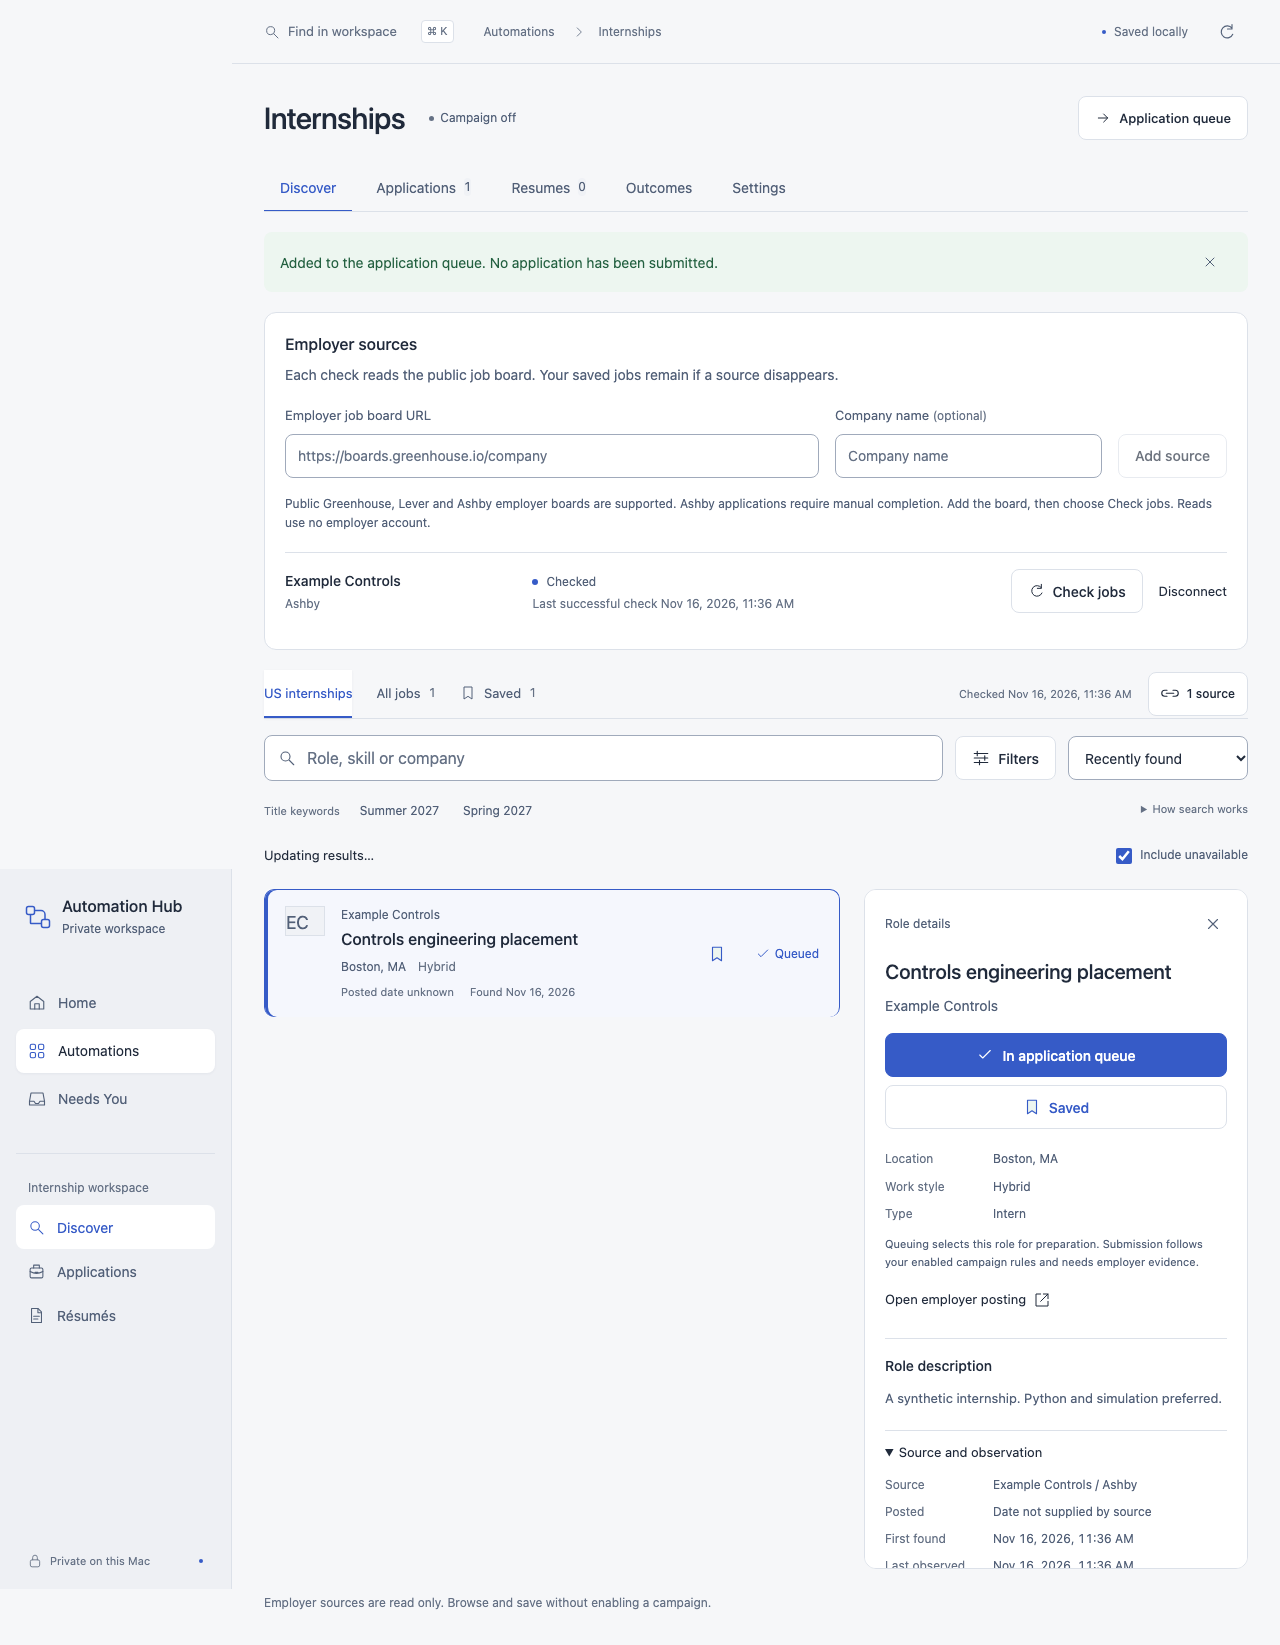 Find in workspace
⌘ K
Automations
Internships
Saved locally
Internships
Campaign off
Application queue
Discover
Applications 1
Resumes 0
Outcomes
Settings
Added to the application queue. No application has been submitted.
Employer sources
Each check reads the public job board. Your saved jobs remain if a source disappears.
Employer job board URL
Company name (optional)
https://boards.greenhouse.io/company
Company name
Add source
Public Greenhouse, Lever and Ashby employer boards are supported. Ashby applications require manual completion. Add the board, then choose Check jobs. Reads
use no employer account.
Example Controls
Ashby
Checked
Last successful check Nov 16, 2026, 11:36 AM
Check jobs
Disconnect
US internships
All jobs 1
Saved 1
Checked Nov 16, 2026, 11:36 AM
1 source
Role, skill or company
Filters
Recently found
Title keywords
Summer 2027
Spring 2027
How search works
Updating results...
Include unavailable
Automation Hub
Private workspace
Home
Automations
Needs You
Internship workspace
Discover
Applications
Résumés
Private on this Mac
EC
Example Controls
Controls engineering placement
Boston, MA Hybrid
Posted date unknown Found Nov 16, 2026
Queued
Role details
Controls engineering placement
Example Controls
In application queue
Saved
Location Boston, MA
Work style Hybrid
Type Intern
Queuing selects this role for preparation. Submission follows
your enabled campaign rules and needs employer evidence.
Open employer posting
Role description
A synthetic internship. Python and simulation preferred.
Source and observation
Source Example Controls / Ashby
Posted Date not supplied by source
First found Nov 16, 2026, 11:36 AM
Last observed Nov 16, 2026, 11:36 AM
Employer sources are read only. Browse and save without enabling a campaign.